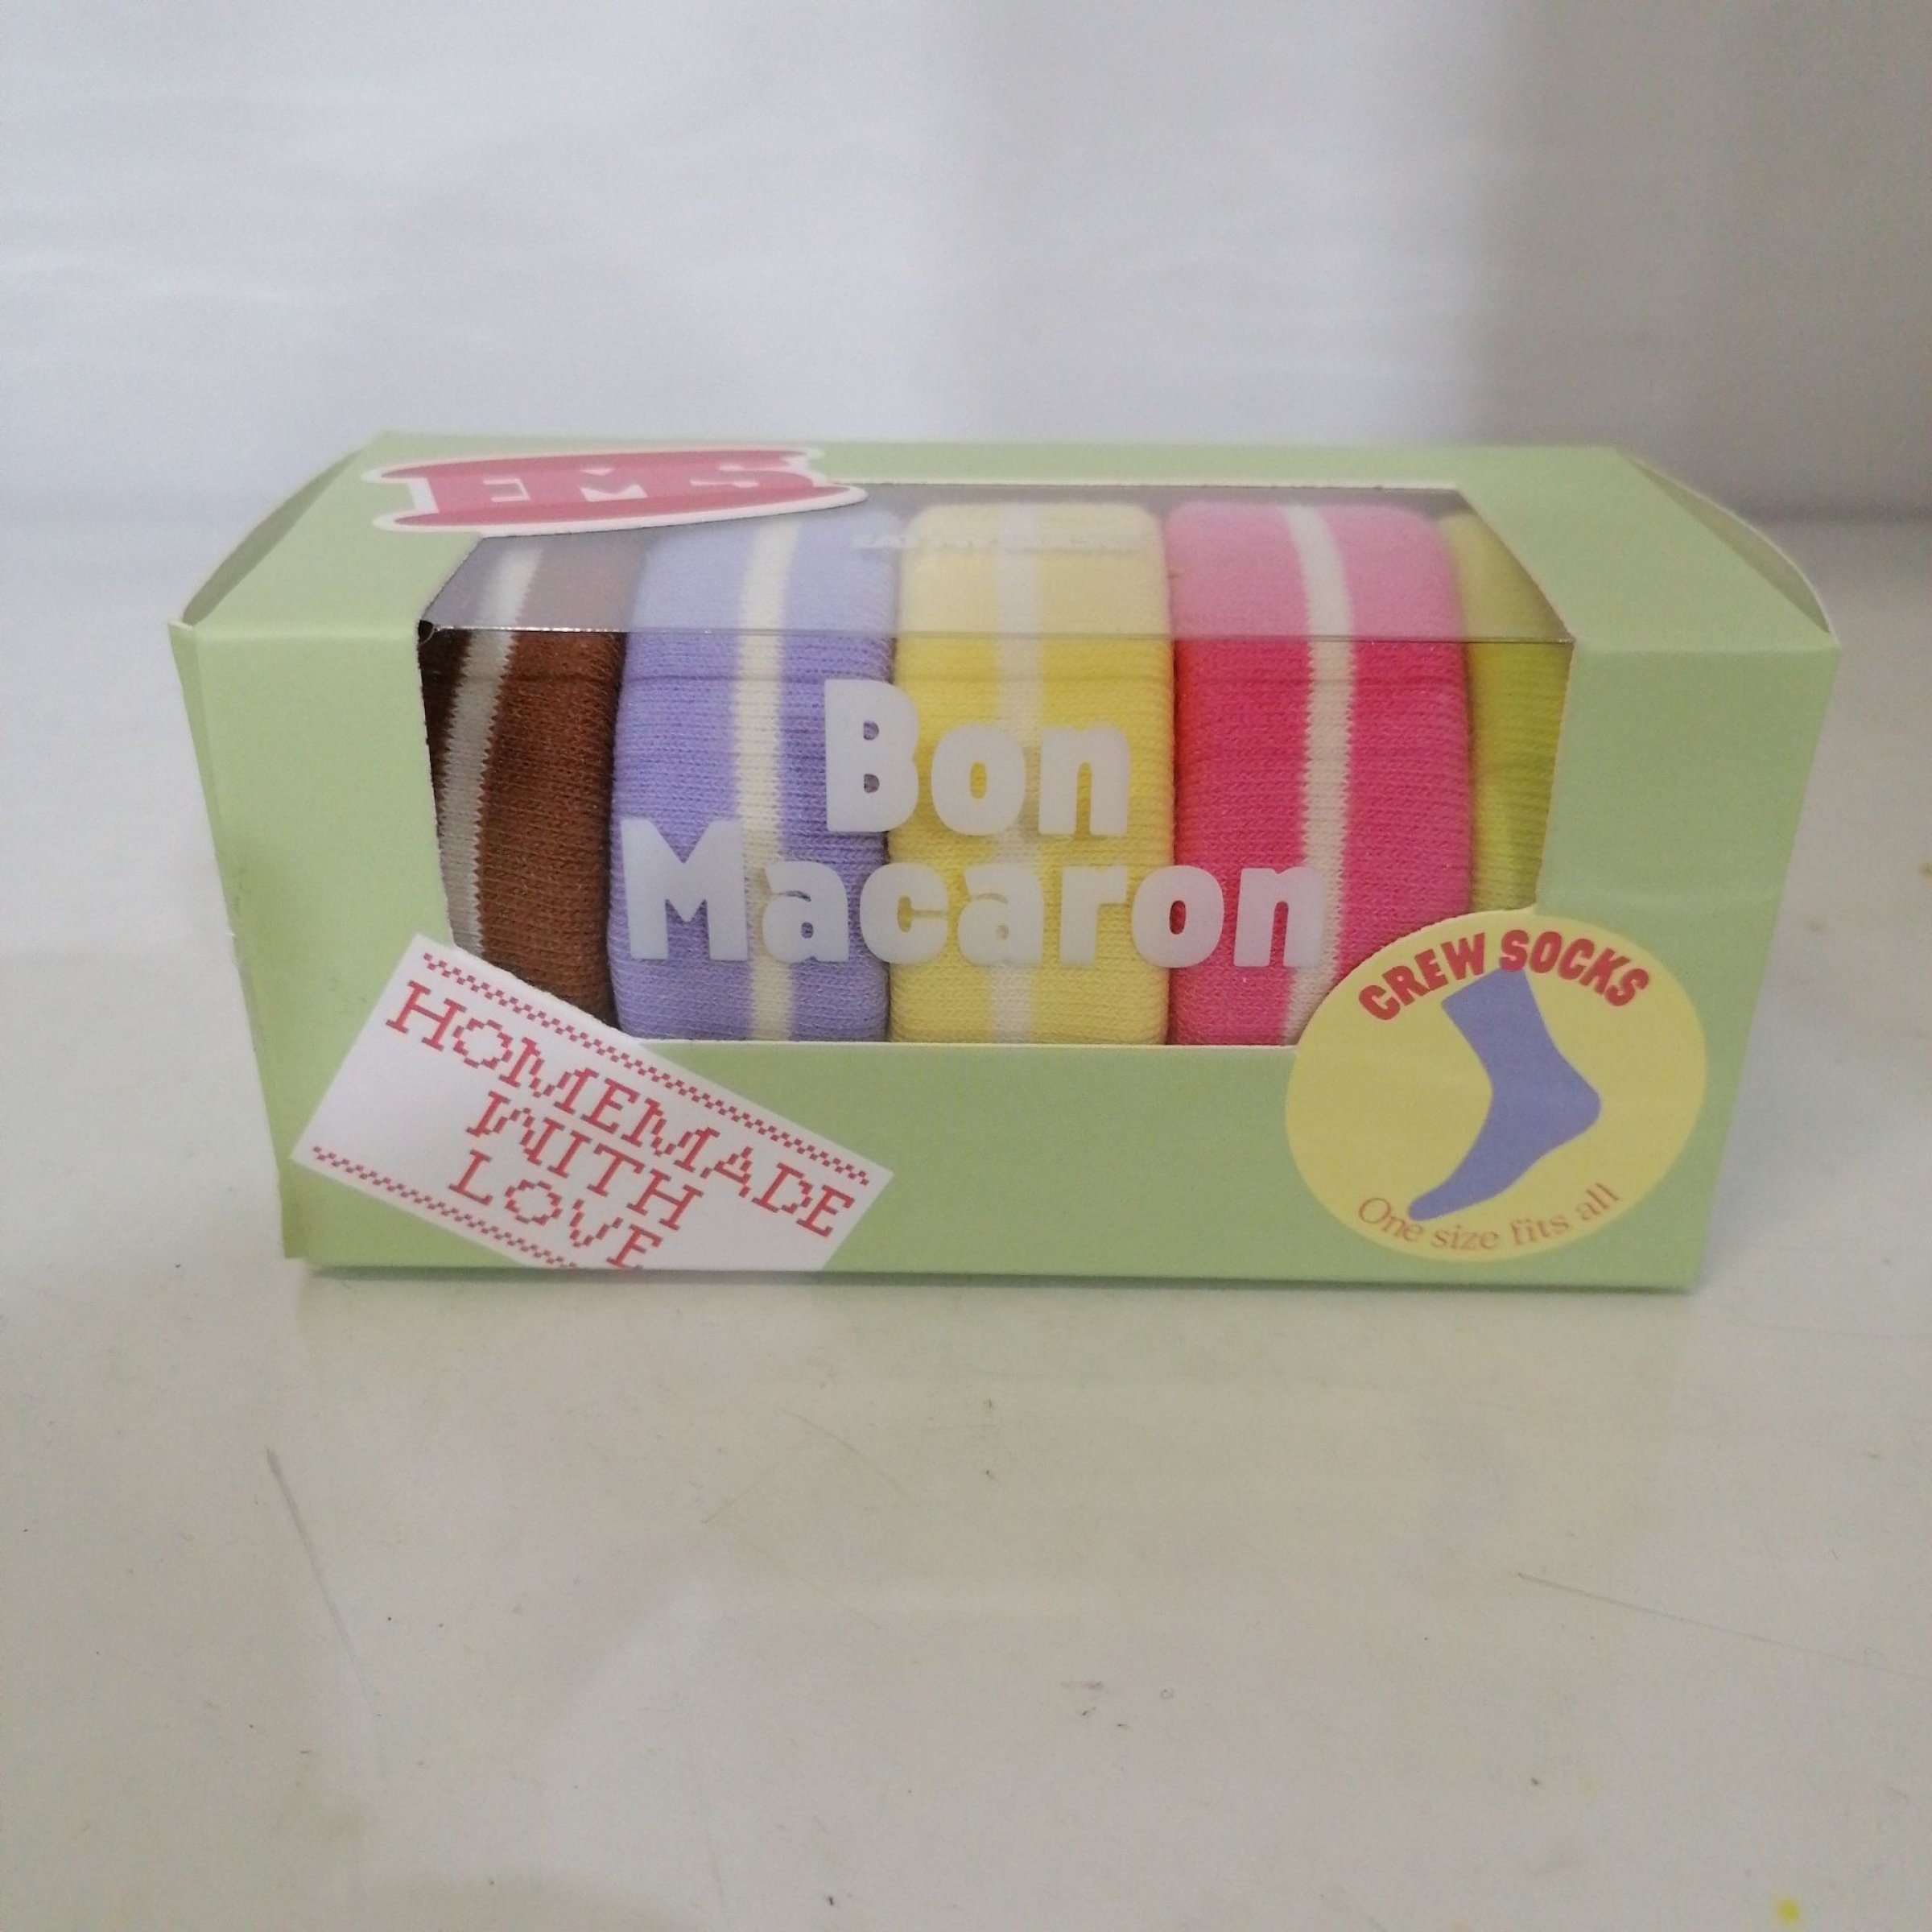 EMS
Bon
Macaron
CREW SOCKS
One size fits all
HOMEMADE
WITH
LOVE